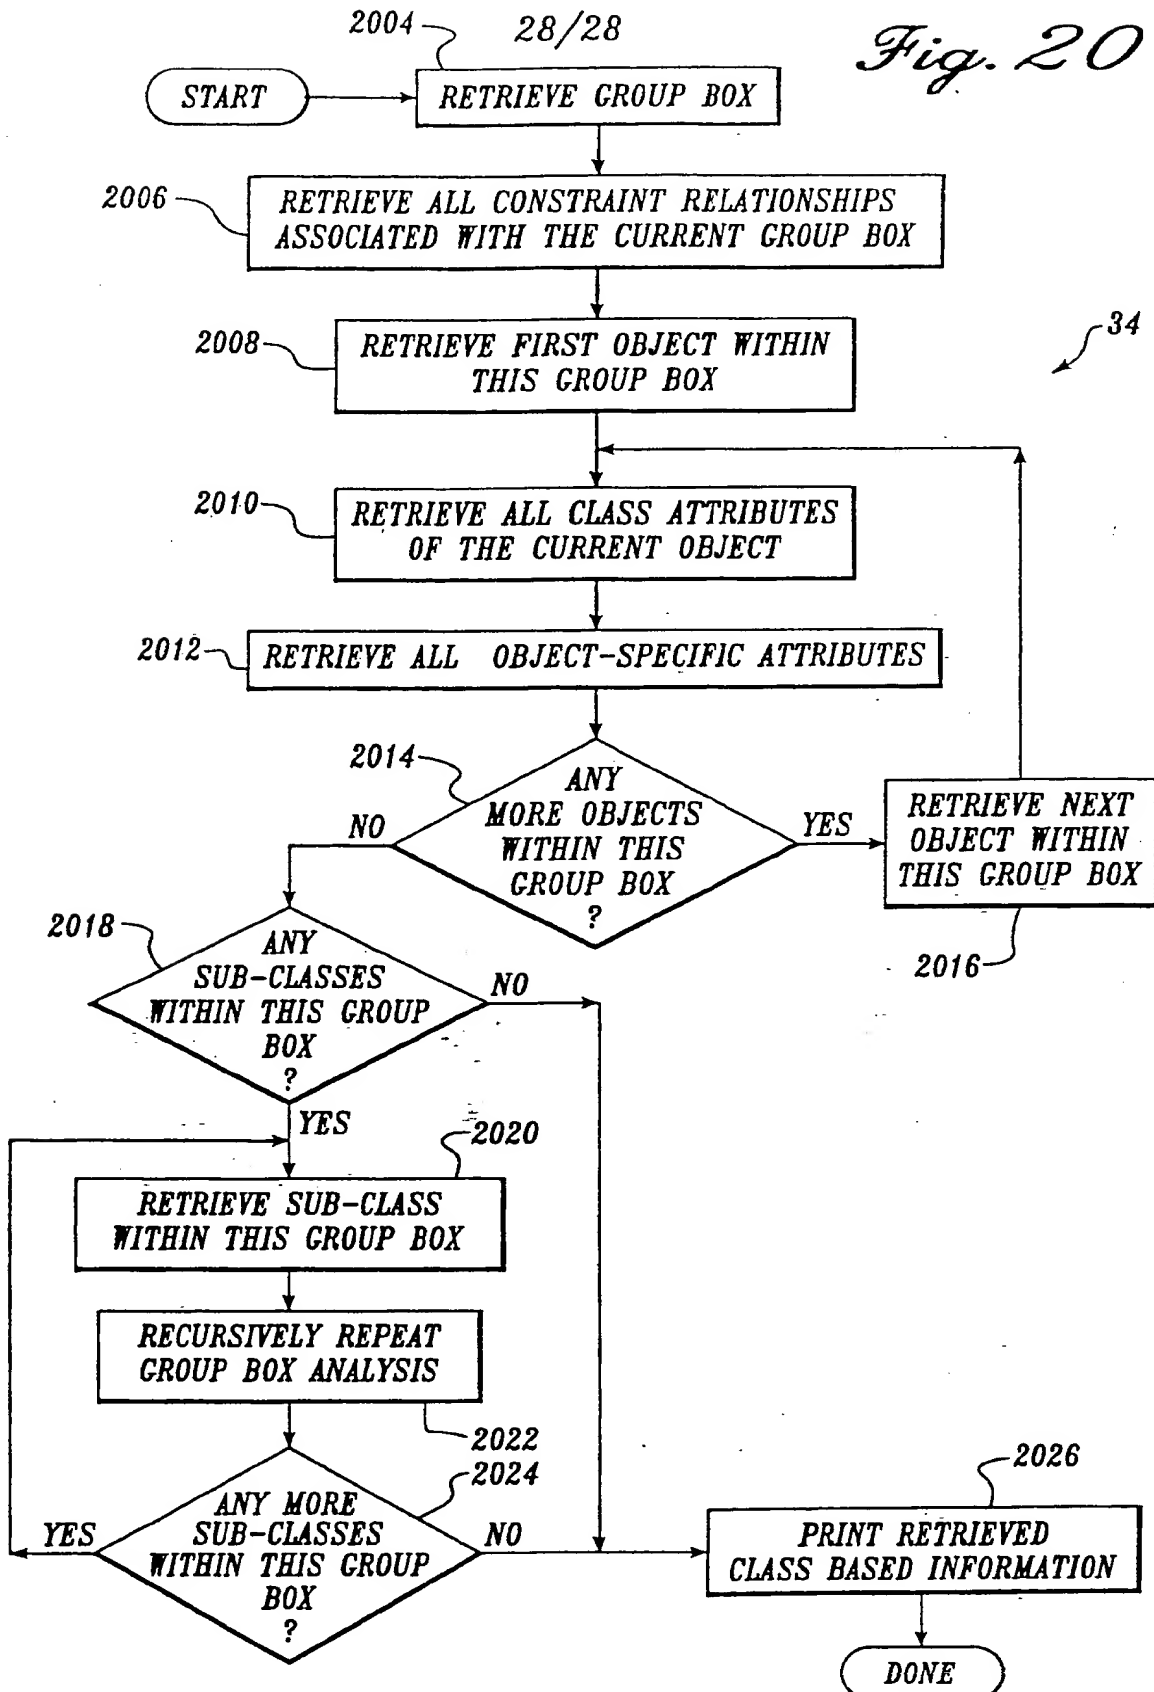 2004
28/28
Fig. 20
START
RETRIEVE GROUP BOX
2006
RETRIEVE ALL CONSTRAINT RELATIONSHIPS
ASSOCIATED WITH THE CURRENT GROUP BOX
2008
RETRIEVE FIRST OBJECT WITHIN
THIS GROUP BOX
34
2010
RETRIEVE ALL CLASS ATTRIBUTES
OF THE CURRENT OBJECT
2012
RETRIEVE ALL OBJECT-SPECIFIC ATTRIBUTES
2014
ANY
MORE OBJECTS
WITHIN THIS
GROUP BOX
?
NO
YES
RETRIEVE NEXT
OBJECT WITHIN
THIS GROUP BOX
2016
2018
ANY
SUB-CLASSES
WITHIN THIS GROUP
BOX
?
NO
YES
2020
RETRIEVE SUB-CLASS
WITHIN THIS GROUP BOX
RECURSIVELY REPEAT
GROUP BOX ANALYSIS
2022
2024
ANY MORE
SUB-CLASSES
WITHIN THIS GROUP
BOX
?
YES
NO
2026
PRINT RETRIEVED
CLASS BASED INFORMATION
DONE